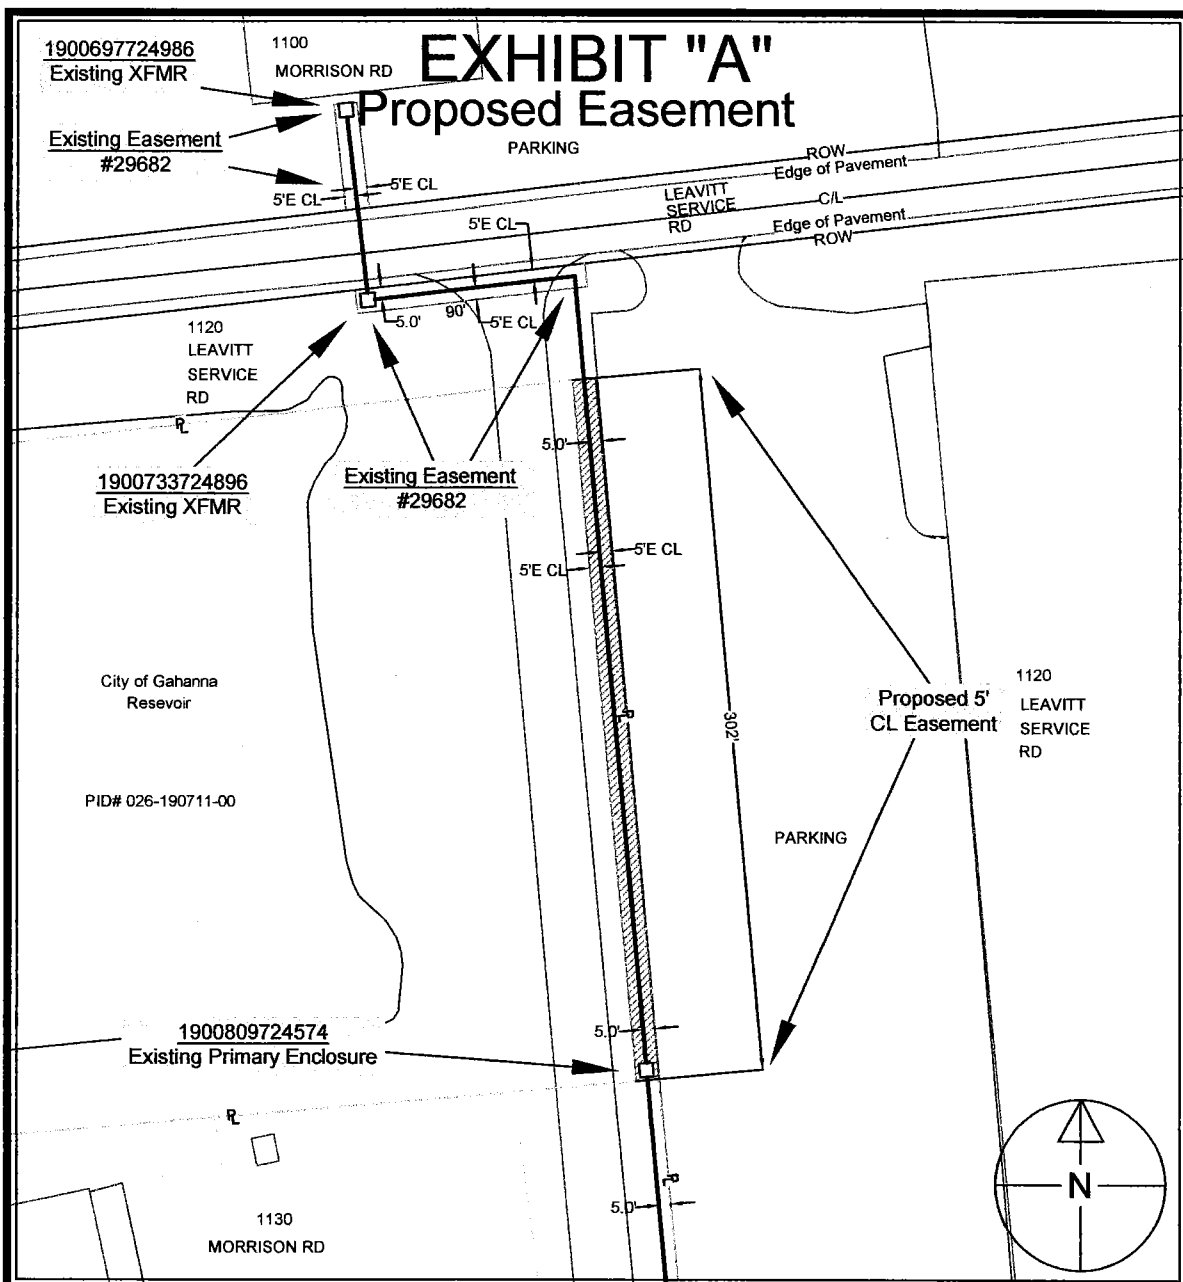 EXHIBIT "A"
Proposed Easement
1900697724986
Existing XFMR
1100
MORRISON RD
Existing Easement
#29682
PARKING
ROW
Edge of Pavement
5'E CL
5'E CL
LEAVITT
SERVICE
RD
C/L
Edge of Pavement
ROW
5'E CL
5.0'
90'
5'E CL
1120
LEAVITT
SERVICE
RD
PL
1900733724896
Existing XFMR
Existing Easement
#29682
5.0'
5'E CL
5'E CL
City of Gahanna
Resevoir
PID# 026-190711-00
PL
302'
Proposed 5'
CL Easement
1120
LEAVITT
SERVICE
RD
PARKING
1900809724574
Existing Primary Enclosure
5.0'
PL
PL
5.0'
1130
MORRISON RD
N